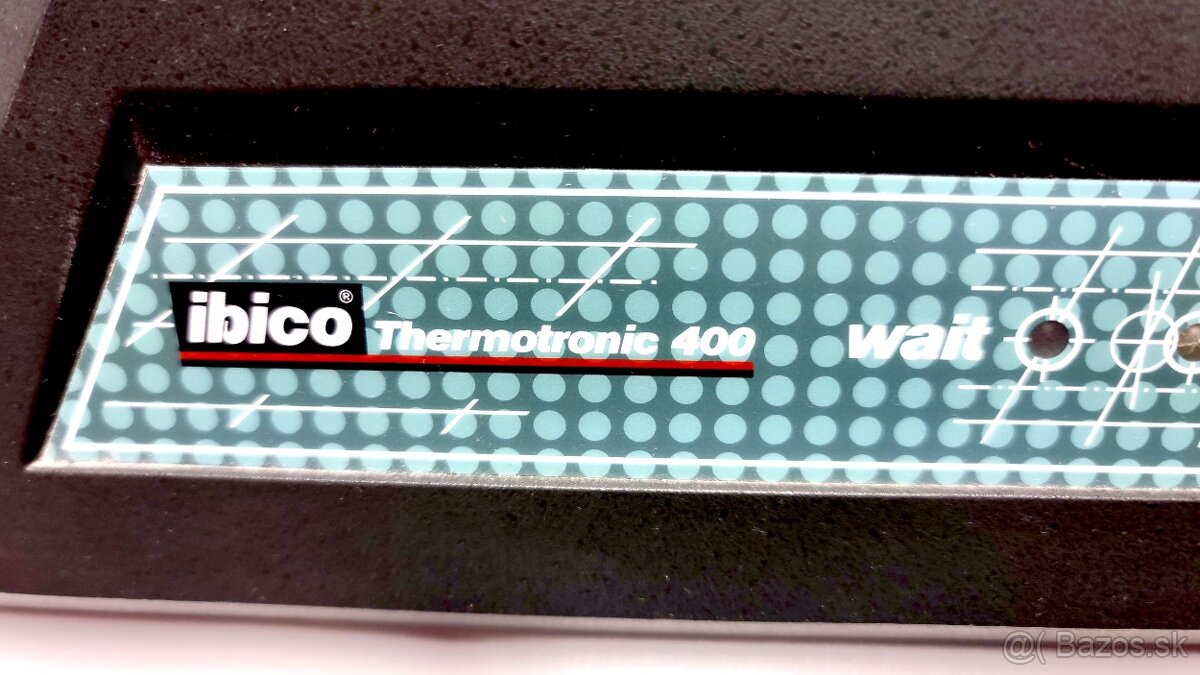 ibico® Thermotronic 400
wait
@( Bazos.sk